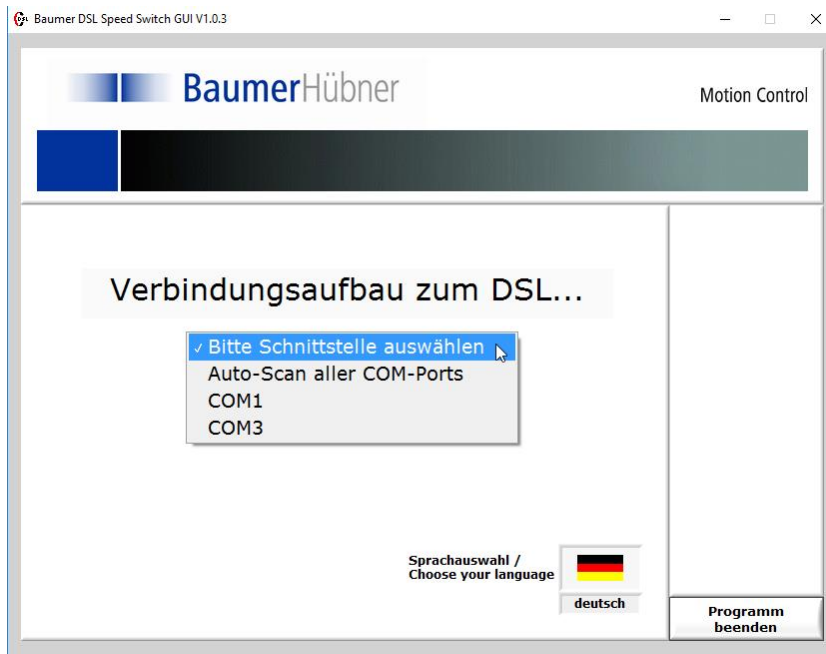 Baumer DSL Speed Switch GUI V1.0.3
BaumerHübner
Motion Control
Verbindungsaufbau zum DSL...
✓ Bitte Schnittstelle auswählen
Auto-Scan aller COM-Ports
COM1
COM3
Sprachauswahl /
Choose your language
deutsch
Programm
beenden